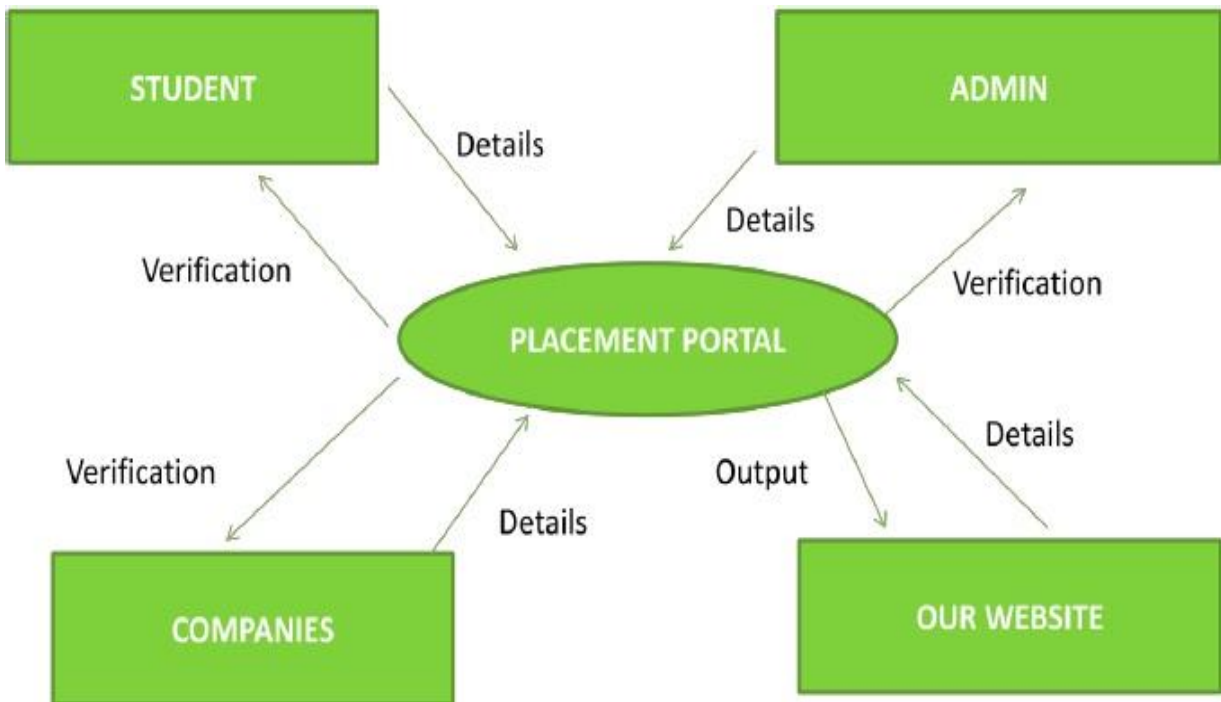 STUDENT
ADMIN
Details
Details
Verification
Verification
PLACEMENT PORTAL
Details
Verification
Output
Details
OUR WEBSITE
COMPANIES